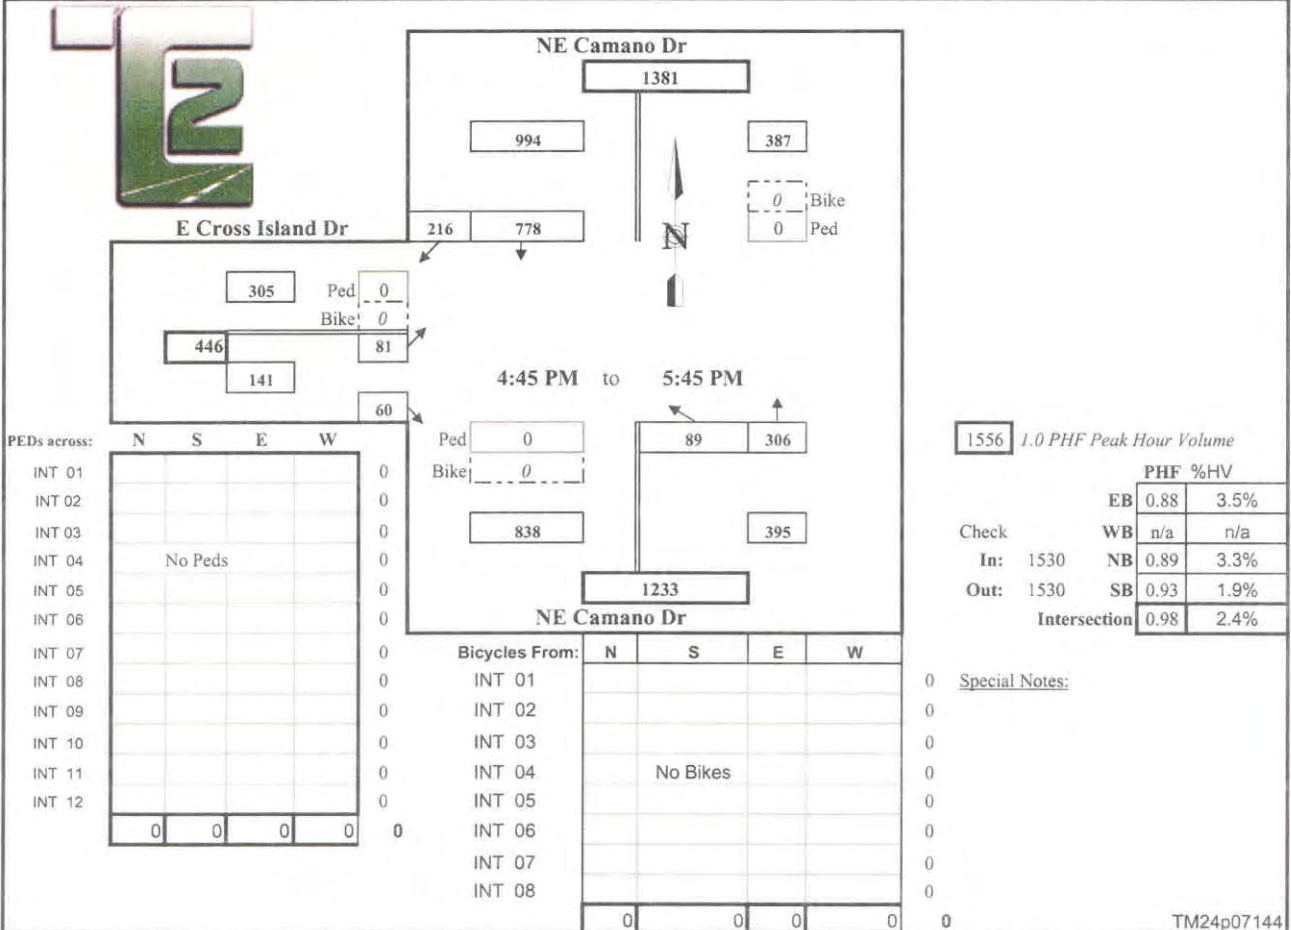 T2
NE Camano Dr
1381
994
387
0 Bike
E Cross Island Dr
216
778
0 Ped
N
305
Ped 0
Bike 0
446
81
141
4:45 PM to 5:45 PM
60
PEDs across: N S E W
Ped 0
89
306
1556 1.0 PHF Peak Hour Volume
INT 01 0
Bike 0
PHF %HV
INT 02 0
EB 0.88 3.5%
INT 03 0
838
395
Check WB n/a n/a
INT 04 No Peds 0
In: 1530 NB 0.89 3.3%
INT 05 0
1233
Out: 1530 SB 0.93 1.9%
INT 06 0
NE Camano Dr
Intersection 0.98 2.4%
INT 07 0
Bicycles From: N S E W
INT 08 0
INT 01 0
Special Notes:
INT 09 0
INT 02 0
INT 10 0
INT 03 0
INT 11 0
INT 04 No Bikes 0
INT 12 0
INT 05 0
0 0 0 0 0
INT 06 0
INT 07 0
INT 08 0
0 0 0 0 0
TM24p07144